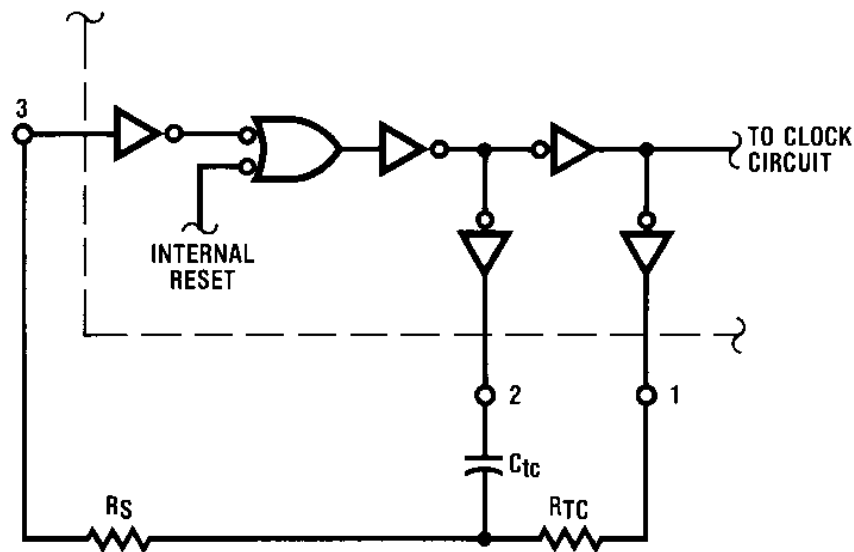 3
TO CLOCK
CIRCUIT
INTERNAL
RESET
2
1
Ctc
RS
RTC